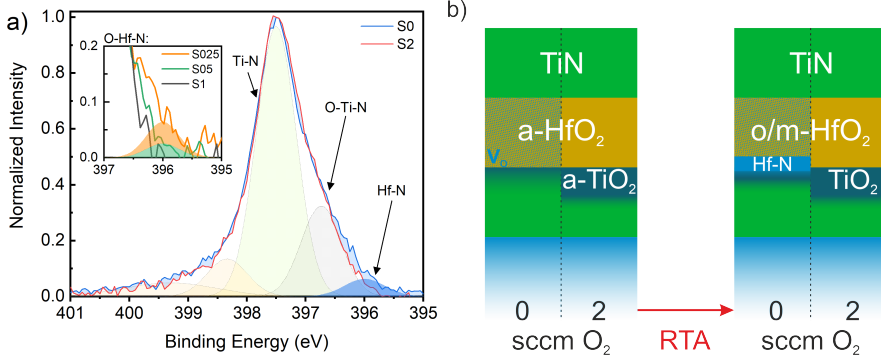 a)
S0
S2
O-Hf-N:
S025
S05
S1
0.2
0.1
0.0
397
396
395
Ti-N
O-Ti-N
Hf-N
Normalized Intensity
1.0
0.8
0.6
0.4
0.2
0.0
401
400
399
398
397
396
395
Binding Energy (eV)
b)
TiN
a-HfO₂
Vₒ
a-TiO₂
0 2
sccm O₂
RTA
TiN
o/m-HfO₂
Hf-N
TiO₂
0 2
sccm O₂